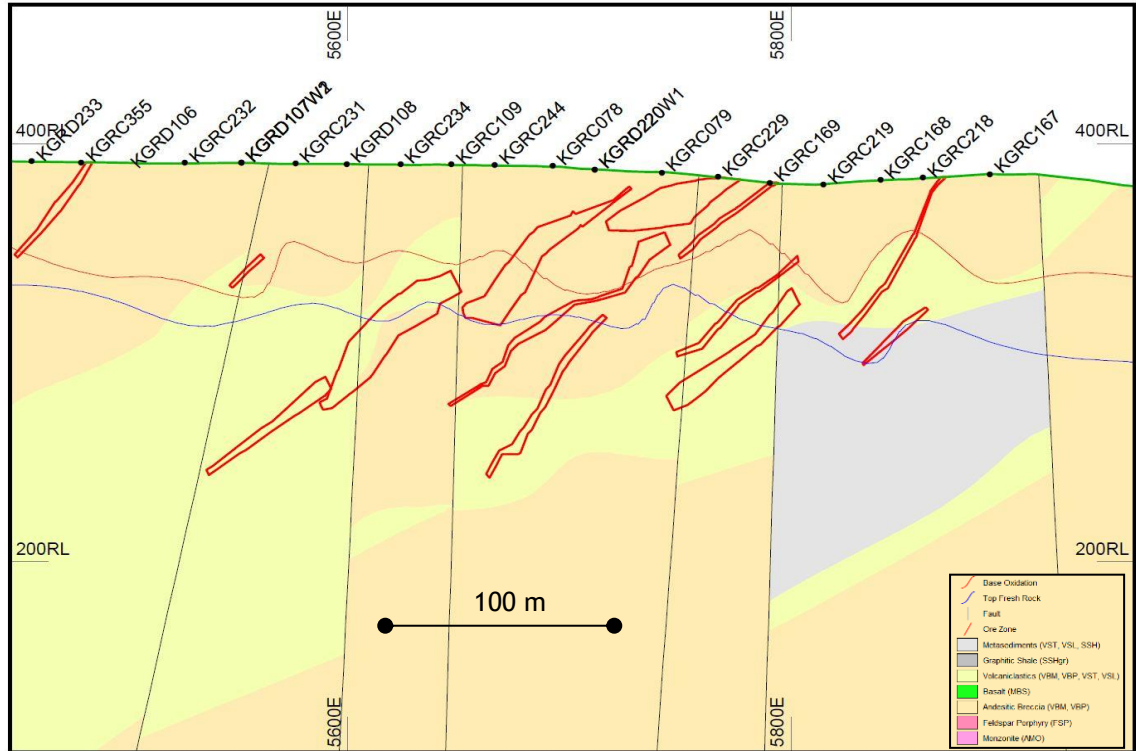 5600E
5800E
400RL
400RL
KGRD233
KGRC355
KGRD106
KGRC232
KGRD107W2
KGRC231
KGRD108
KGRC234
KGRC109
KGRC244
KGRC078
KGRD220W1
KGRC079
KGRC229
KGRC169
KGRC219
KGRC168
KGRC218
KGRC167
200RL
200RL
100 m
5600E
5800E
Base Oxidation
Top Fresh Rock
Fault
Ore Zone
Metasediments (VST, VSL, SSH)
Graphitic Shale (SSHgr)
Volcaniclastics (VBM, VBP, VST, VSL)
Basalt (MBS)
Andesitic Breccia (VBM, VBP)
Feldspar Porphyry (FSP)
Monzonite (AMO)